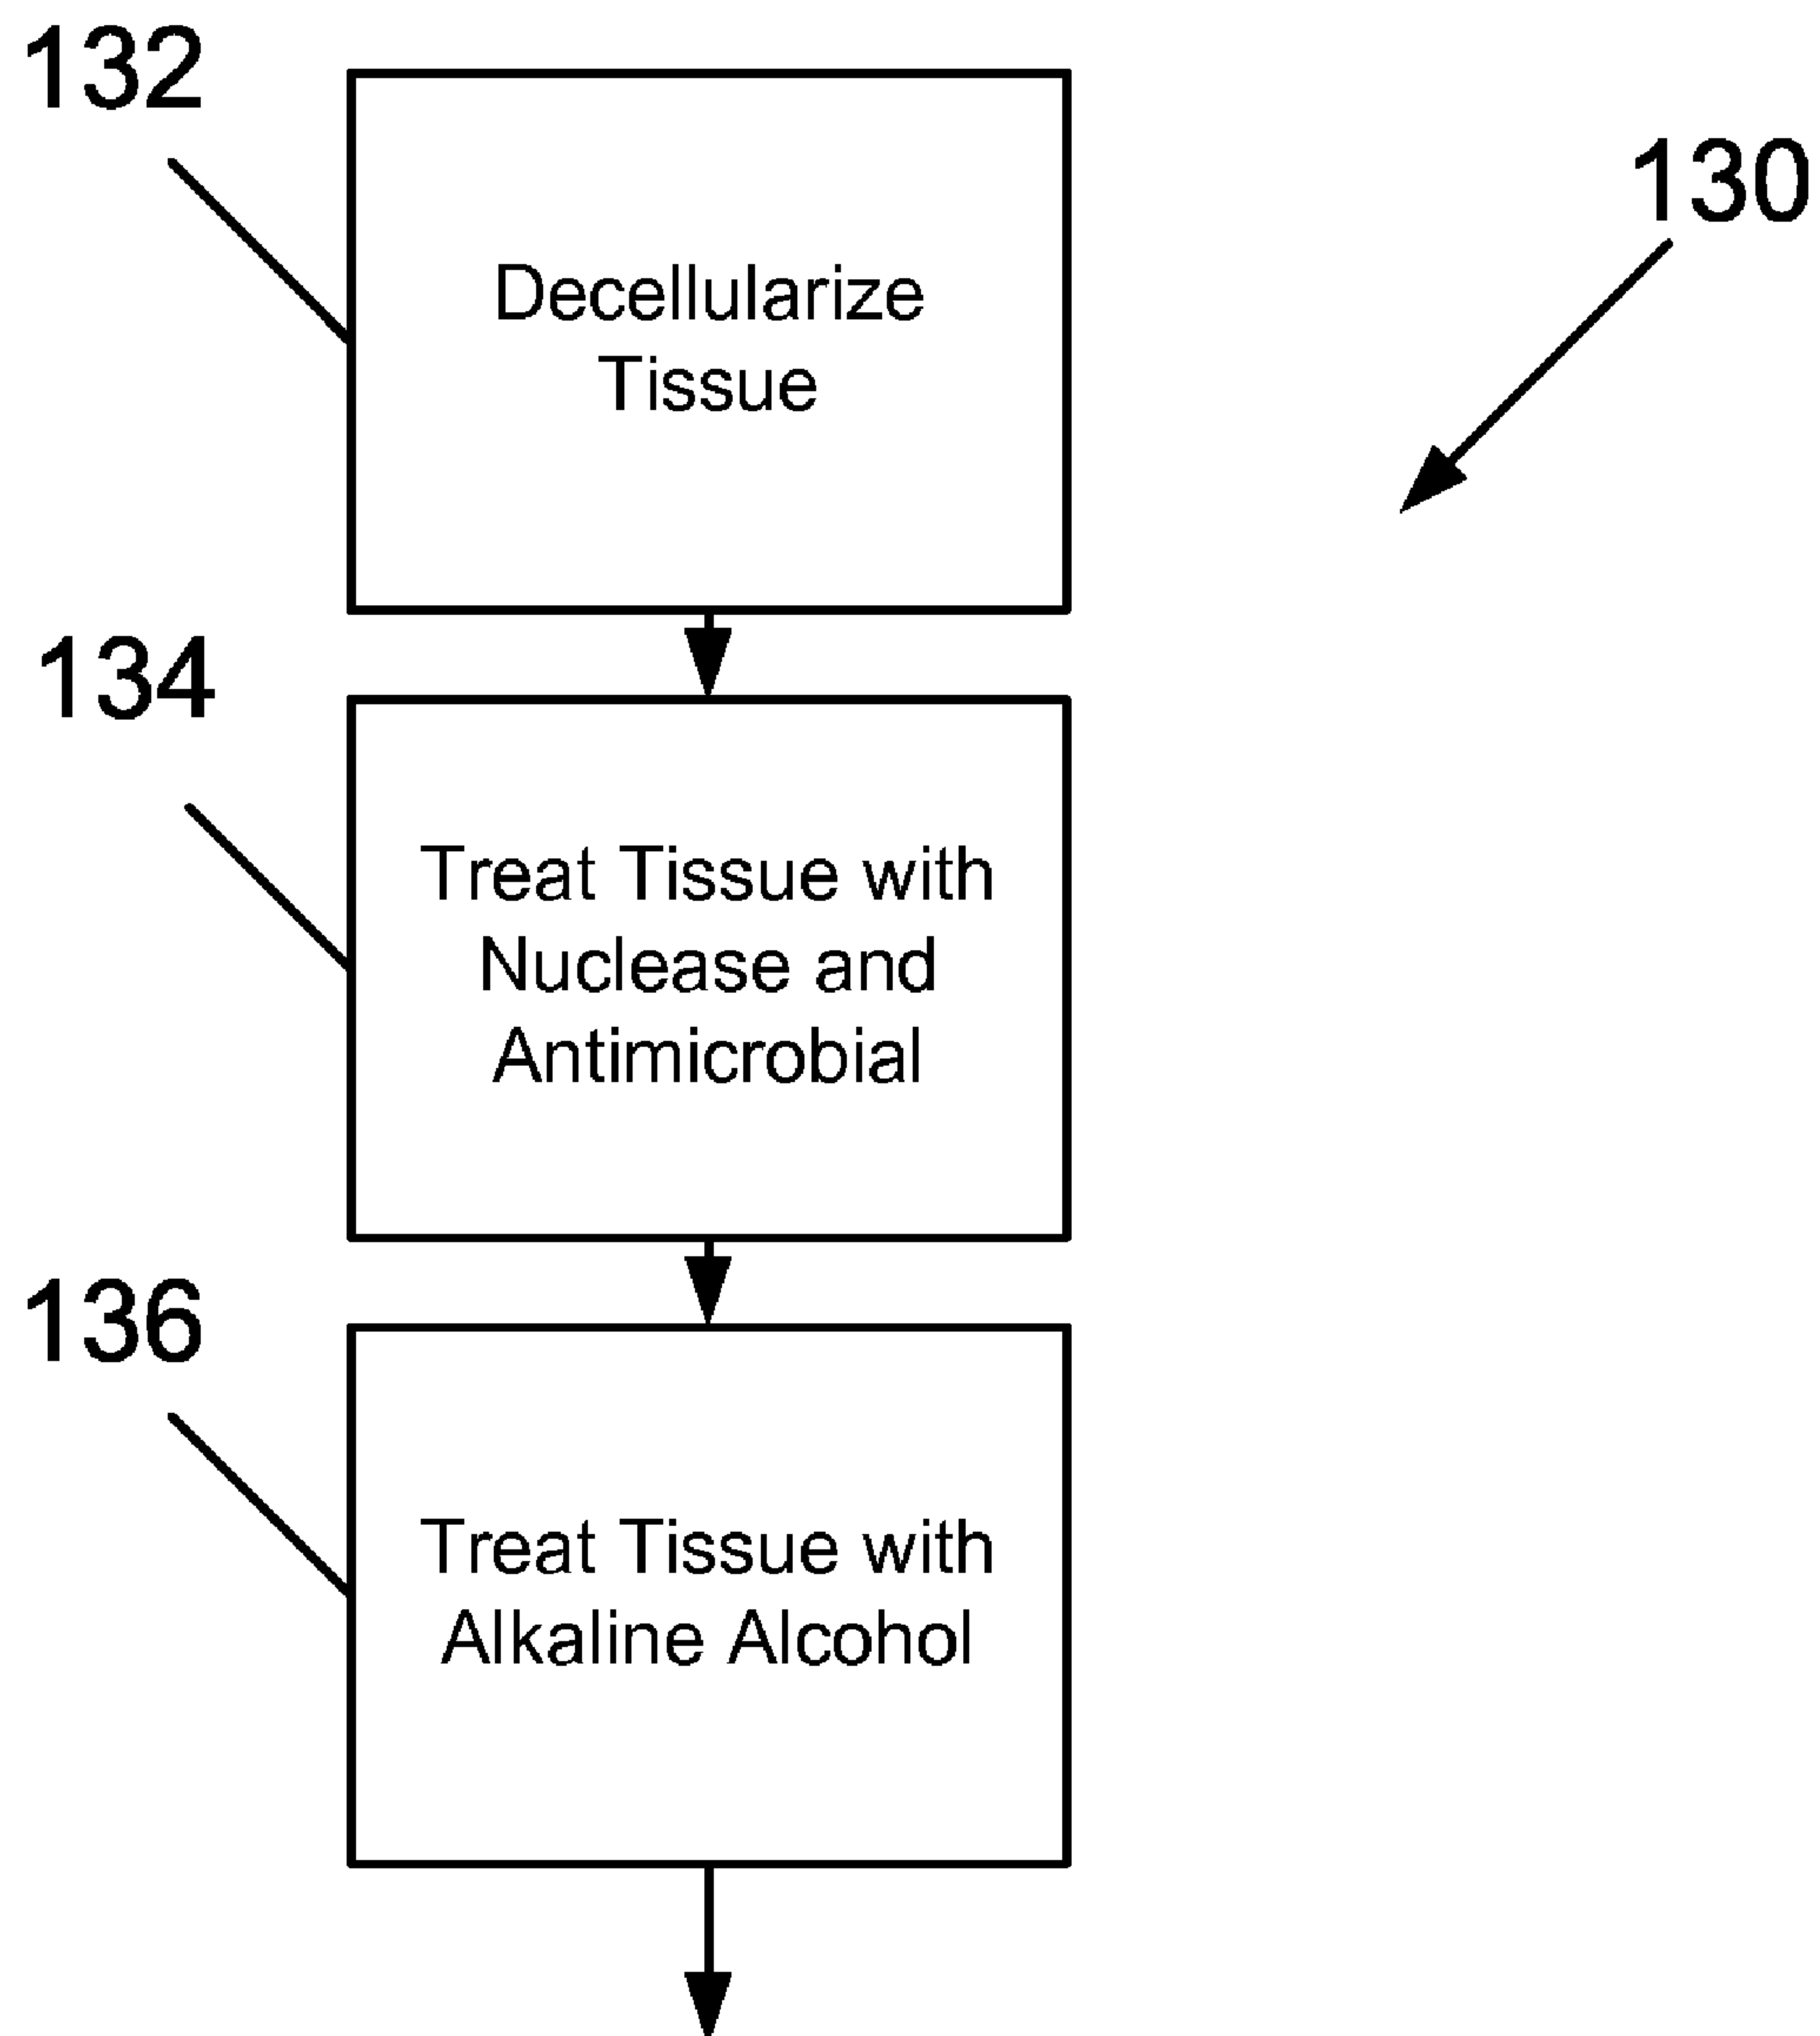 132
130
Decellularize
Tissue
134
Treat Tissue with
Nuclease and
Antimicrobial
136
Treat Tissue with
Alkaline Alcohol